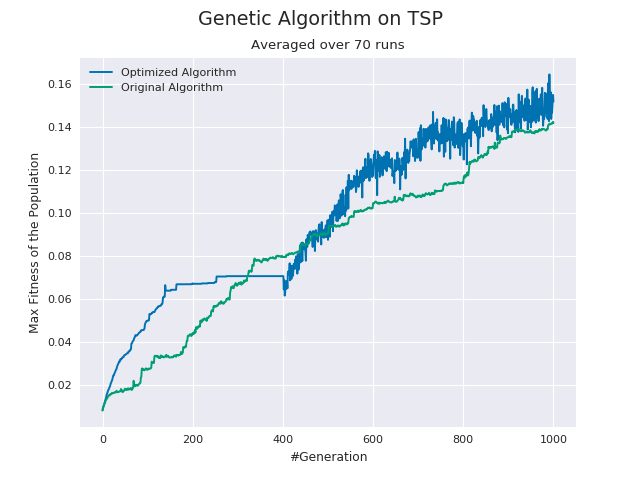 Genetic Algorithm on TSP
Averaged over 70 runs
Optimized Algorithm
Original Algorithm
Max Fitness of the Population
0.16
0.14
0.12
0.10
0.08
0.06
0.04
0.02
0
200
400
600
800
1000
#Generation